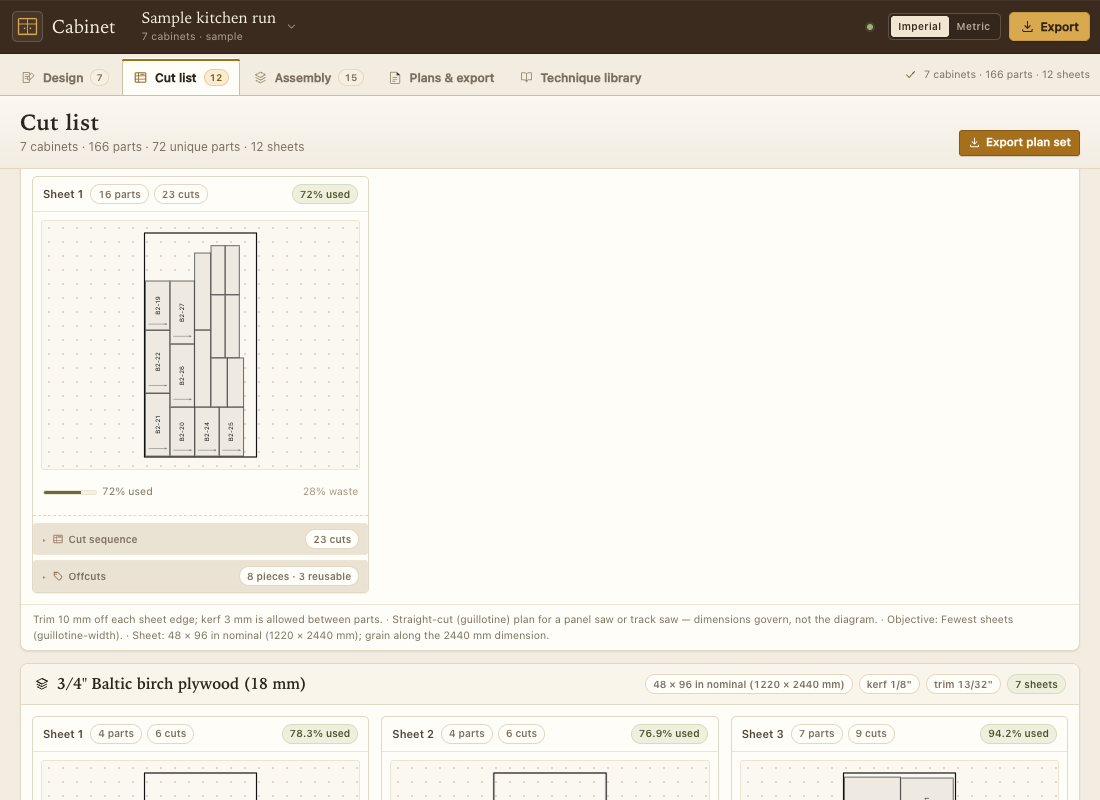 Cabinet
Sample kitchen run
7 cabinets · sample
Imperial
Metric
Export
Design 7
Cut list 12
Assembly 15
Plans & export
Technique library
7 cabinets · 166 parts · 12 sheets
Cut list
7 cabinets · 166 parts · 72 unique parts · 12 sheets
Export plan set
Sheet 1 16 parts 23 cuts 72% used
B2-19
B2-27
B2-22
B2-26
B2-21
B2-20
B2-24
B2-25
72% used 28% waste
Cut sequence 23 cuts
Offcuts 8 pieces · 3 reusable
Trim 10 mm off each sheet edge; kerf 3 mm is allowed between parts. · Straight-cut (guillotine) plan for a panel saw or track saw — dimensions govern, not the diagram. · Objective: Fewest sheets
(guillotine-width). · Sheet: 48 × 96 in nominal (1220 × 2440 mm); grain along the 2440 mm dimension.
3/4" Baltic birch plywood (18 mm)
48 × 96 in nominal (1220 × 2440 mm) kerf 1/8" trim 13/32" 7 sheets
Sheet 1 4 parts 6 cuts 78.3% used
Sheet 2 4 parts 6 cuts 76.9% used
Sheet 3 7 parts 9 cuts 94.2% used